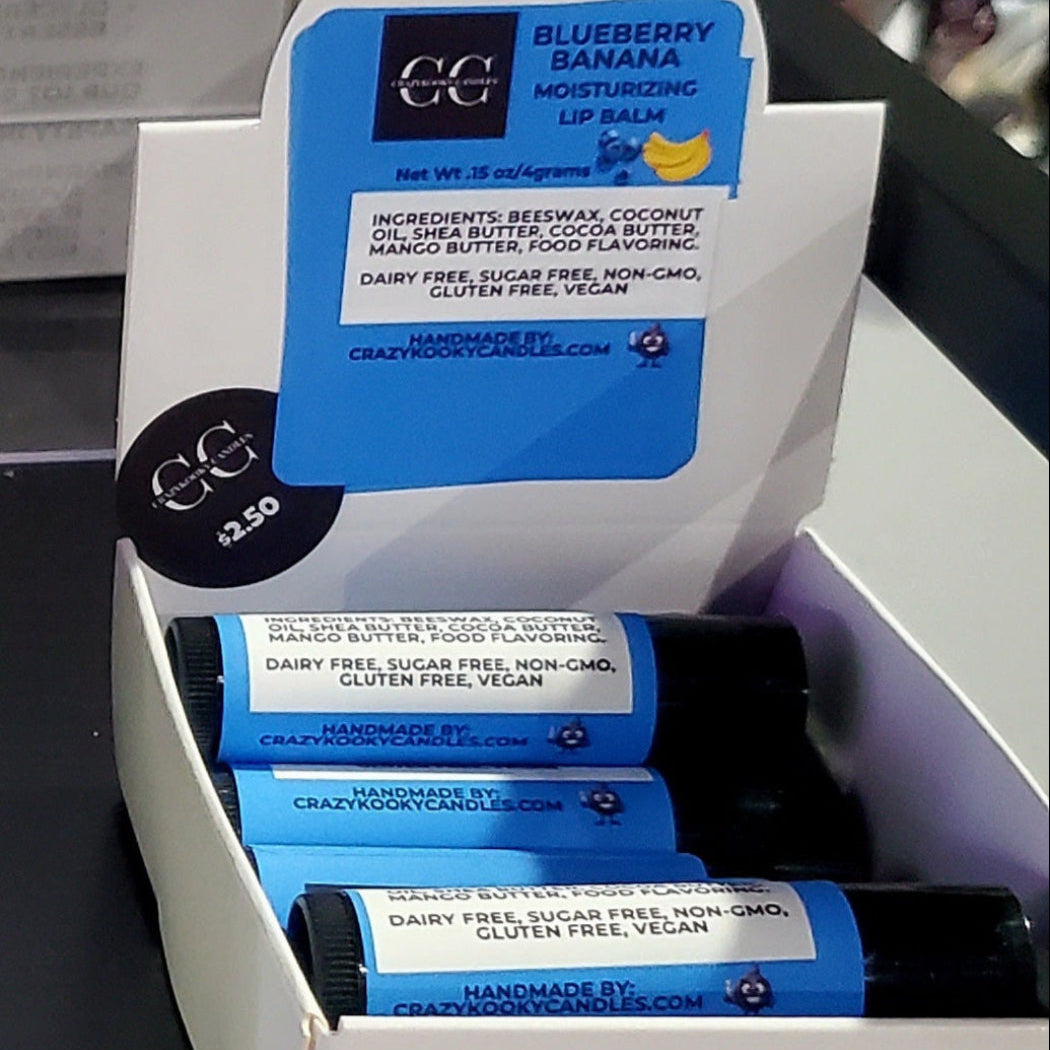 BLUEBERRY
BANANA
MOISTURIZING
LIP BALM
CC
CRAZY KOOKY CANDLES
Net Wt .15 oz/4grams
INGREDIENTS: BEESWAX, COCONUT
OIL, SHEA BUTTER, COCOA BUTTER,
MANGO BUTTER, FOOD FLAVORING.
DAIRY FREE, SUGAR FREE, NON-GMO,
GLUTEN FREE, VEGAN
HANDMADE BY:
CRAZYKOOKYCANDLES.COM
CC
CRAZY KOOKY CANDLES
$2.50
INGREDIENTS: BEESWAX, COCONUT
OIL, SHEA BUTTER, COCOA BUTTER,
MANGO BUTTER, FOOD FLAVORING.
DAIRY FREE, SUGAR FREE, NON-GMO,
GLUTEN FREE, VEGAN
HANDMADE BY:
CRAZYKOOKYCANDLES.COM
HANDMADE BY:
CRAZYKOOKYCANDLES.COM
MANGO BUTTER, FOOD FLAVORING.
DAIRY FREE, SUGAR FREE, NON-GMO,
GLUTEN FREE, VEGAN
HANDMADE BY:
CRAZYKOOKYCANDLES.COM